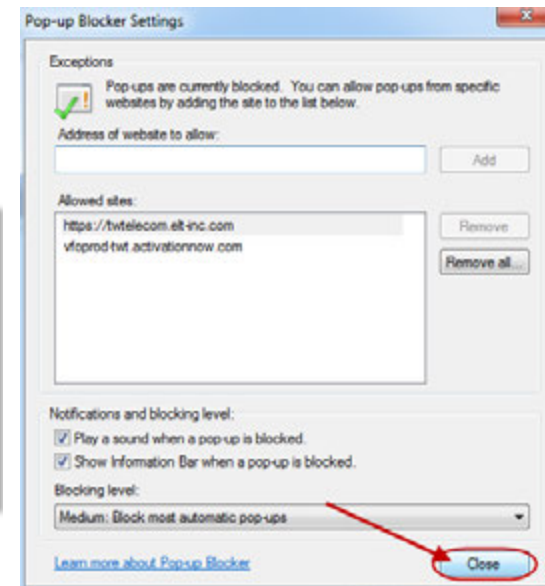 Pop-up Blocker Settings
Exceptions
Pop-ups are currently blocked. You can allow pop-ups from specific
websites by adding the site to the list below.
Address of website to allow:
Add
Allowed sites:
https://twtelecom.elt-inc.com
Remove
vfoprod-twt.activationnow.com
Remove all...
Notifications and blocking level:
Play a sound when a pop-up is blocked.
Show Information Bar when a pop-up is blocked.
Blocking level:
Medium: Block most automatic pop-ups
Learn more about Pop-up Blocker
Close